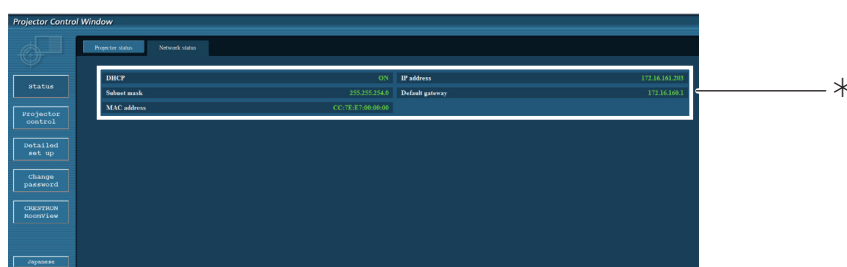 Projector Control Window
Projector status
Network status
DHCP ON IP address 172.16.161.203
Subnet mask 255.255.254.0 Default gateway 172.16.160.1
MAC address CC:7E:E7:00:00:00
Status
Projector
control
Detailed
set up
Change
password
CRESTRON
RoomView
Japanese
*